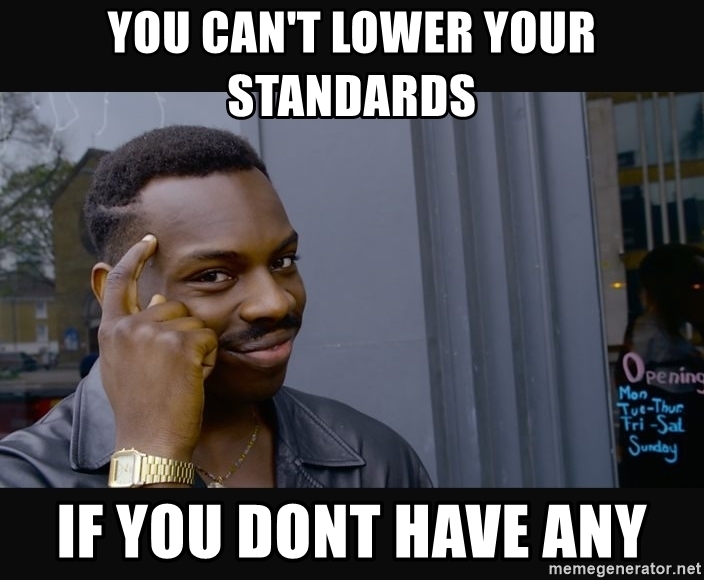 YOU CAN'T LOWER YOUR
STANDARDS
Opening
Mon
Tue-Thur
Fri-Sat
Sunday
IF YOU DONT HAVE ANY
memegenerator.net